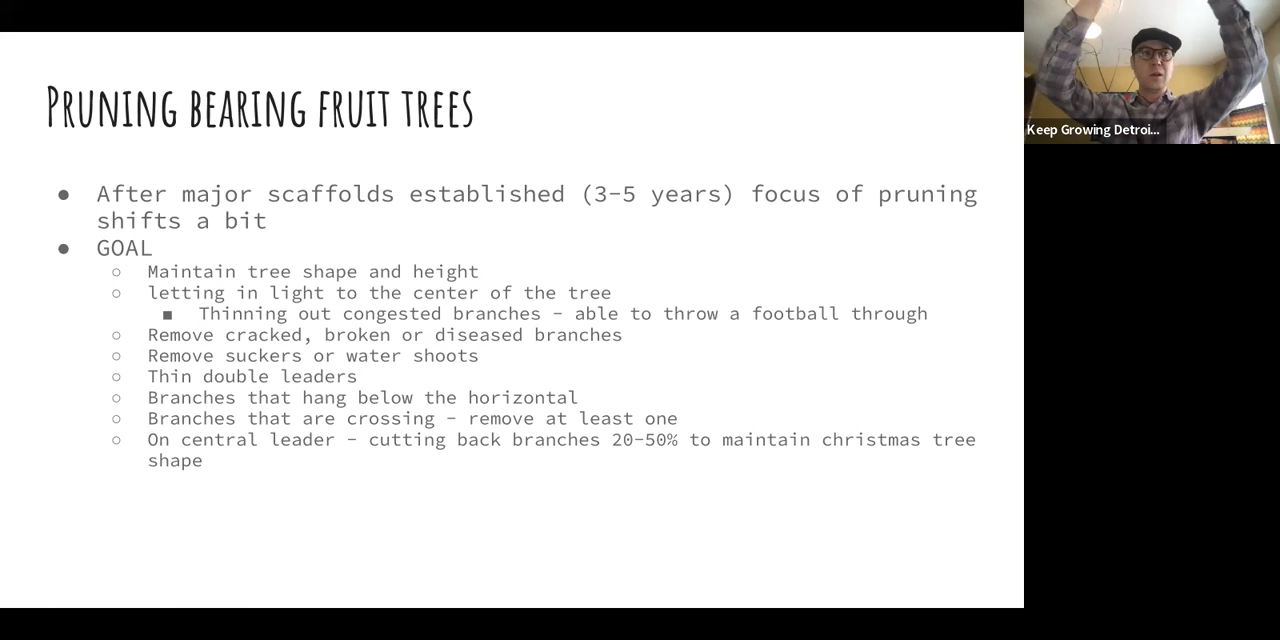 Pruning bearing fruit trees
● After major scaffolds established (3-5 years) focus of pruning
shifts a bit
● GOAL
○ Maintain tree shape and height
○ letting in light to the center of the tree
■ Thinning out congested branches - able to throw a football through
○ Remove cracked, broken or diseased branches
○ Remove suckers or water shoots
○ Thin double leaders
○ Branches that hang below the horizontal
○ Branches that are crossing - remove at least one
○ On central leader - cutting back branches 20-50% to maintain christmas tree
shape
Keep Growing Detroi...